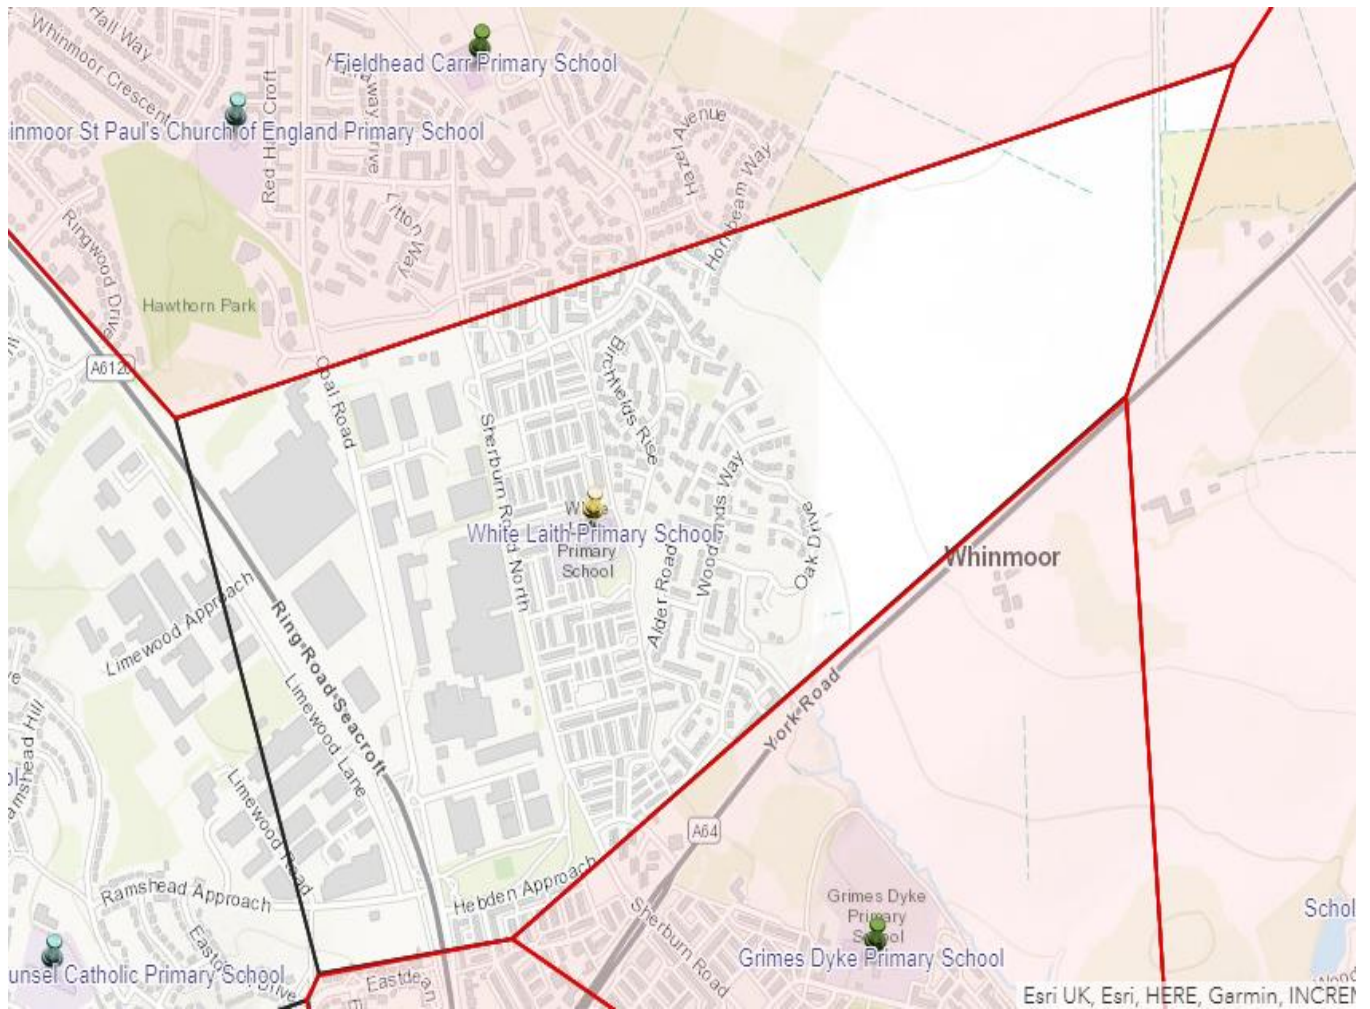 Hall Way
Whinmoor Crescent
Fieldhead Carr Primary School
inmoor St Paul's Church of England Primary School
Red Hall Croft
Lytton Way
Hazel Avenue
Hornbeam Way
Ringwood Drive
Hawthorn Park
A6120
Coal Road
Birchfields Rise
Sherburn Road North
White Laith Primary School
Primary
School
Woodlands Way
Oak Drive
Alder Road
Whinmoor
Limewood Approach
Ring Road Seacroft
Limewood Lane
York Road
Limewood Road
A64
Ramshead Approach
Hebden Approach
Sherburn Road
Grimes Dyke
Primary
School
Grimes Dyke Primary School
Schol
unsel Catholic Primary School
Eastdean
Esri UK, Esri, HERE, Garmin, INCREM